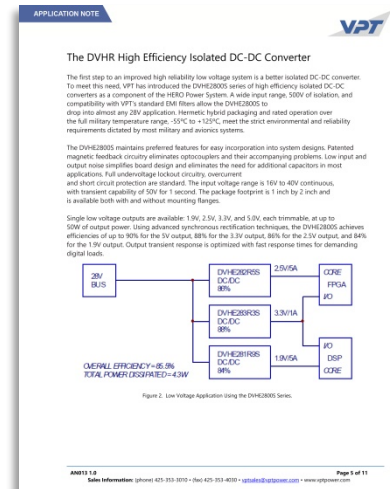 APPLICATION NOTE
VPT
The DVHR High Efficiency Isolated DC-DC Converter
The first step to an improved high reliability low voltage system is a better isolated DC-DC converter.
To meet this need, VPT has introduced the DVHE2800S series of high efficiency isolated DC-DC
converters as a component of the HERO Power System. A wide input range, 500V of isolation, and
compatibility with VPT's standard EMI filters allow the DVHE2800S to
drop into almost any 28V application. Hermetic hybrid packaging and rated operation over
the full military temperature range, -55°C to +125°C, meet the strict environmental and reliability
requirements dictated by most military and avionics systems.
The DVHE2800S maintains preferred features for easy incorporation into system designs. Patented
magnetic feedback circuitry eliminates optocouplers and their accompanying problems. Low input and
output noise simplifies board design and eliminates the need for additional capacitors in most
applications. Full undervoltage lockout circuitry, overcurrent
and short circuit protection are standard. The input voltage range is 16V to 40V continuous,
with transient capability of 50V for 1 second. The package footprint is 1 inch by 2 inch and
is available both with and without mounting flanges.
Single low voltage outputs are available: 1.9V, 2.5V, 3.3V, and 5.0V, each trimmable, at up to
50W of output power. Using advanced synchronous rectification techniques, the DVHE2800S achieves
efficiencies of up to 90% for the 5V output, 88% for the 3.3V output, 86% for the 2.5V output, and 84%
for the 1.9V output. Output transient response is optimized with fast response times for demanding
digital loads.
28V
BUS
DVHE282R5S
DC/DC
86%
2.5V/5A
CORE
FPGA
I/O
DVHE283R3S
DC/DC
88%
3.3V/1A
DVHE281R9S
DC/DC
84%
1.9V/5A
I/O
DSP
CORE
OVERALL EFFICIENCY = 85.5%
TOTAL POWER DISSIPATED = 4.3W
Figure 2. Low Voltage Application Using the DVHE2800S Series.
AN013 1.0
Page 5 of 11
Sales Information: (phone) 425-353-3010 • (fax) 425-353-4030 • vptsales@vptpower.com • www.vptpower.com